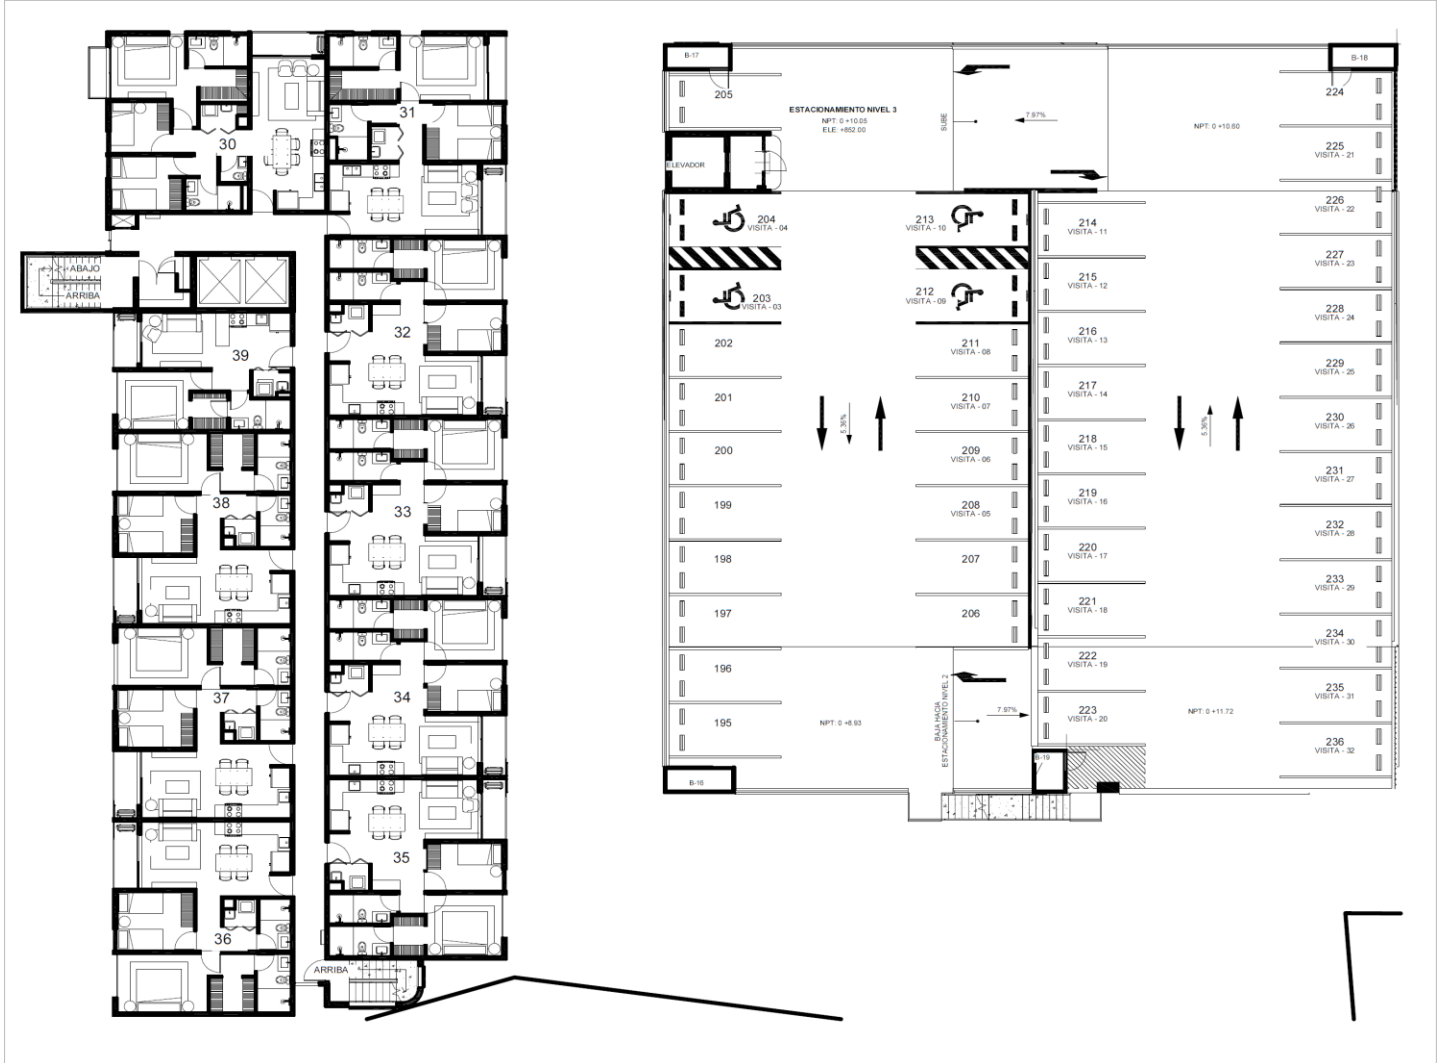 30
31
32
33
34
35
36
37
38
39
ABAJO
ARRIBA
ARRIBA
B-17
B-18
205
ESTACIONAMIENTO NIVEL 3
NPT: 0 +10.05
ELE: +852.00
SUBE
7.97%
NPT: 0 +10.80
ELEVADOR
204
VISITA - 04
203
VISITA - 03
202
201
200
199
198
197
196
195
213
VISITA - 10
212
VISITA - 09
211
VISITA - 08
210
VISITA - 07
209
VISITA - 06
208
VISITA - 05
207
206
5.36%
214
VISITA - 11
215
VISITA - 12
216
VISITA - 13
217
VISITA - 14
218
VISITA - 15
219
VISITA - 16
220
VISITA - 17
221
VISITA - 18
222
VISITA - 19
223
VISITA - 20
5.36%
224
225
VISITA - 21
226
VISITA - 22
227
VISITA - 23
228
VISITA - 24
229
VISITA - 25
230
VISITA - 26
231
VISITA - 27
232
VISITA - 28
233
VISITA - 29
234
VISITA - 30
235
VISITA - 31
236
VISITA - 32
NPT: 0 +8.93
BAJA HACIA
ESTACIONAMIENTO NIVEL 2
7.97%
NPT: 0 +11.72
B-16
B-19